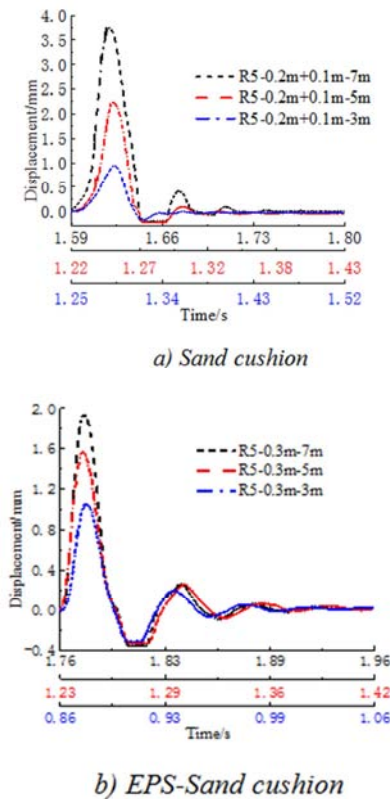 4.0
3.5
3.0
2.5
2.0
1.5
1.0
0.5
0.0
Displacement/mm
R5-0.2m+0.1m-7m
R5-0.2m+0.1m-5m
R5-0.2m+0.1m-3m
1.59 1.66 1.73 1.80
1.22 1.27 1.32 1.38 1.43
1.25 1.34 1.43 1.52
Time/s
a) Sand cushion
2.0
1.6
1.2
0.8
0.4
0.0
-0.4
Displacement/mm
R5-0.3m-7m
R5-0.3m-5m
R5-0.3m-3m
1.76 1.83 1.89 1.96
1.23 1.29 1.36 1.42
0.86 0.93 0.99 1.06
Time/s
b) EPS-Sand cushion